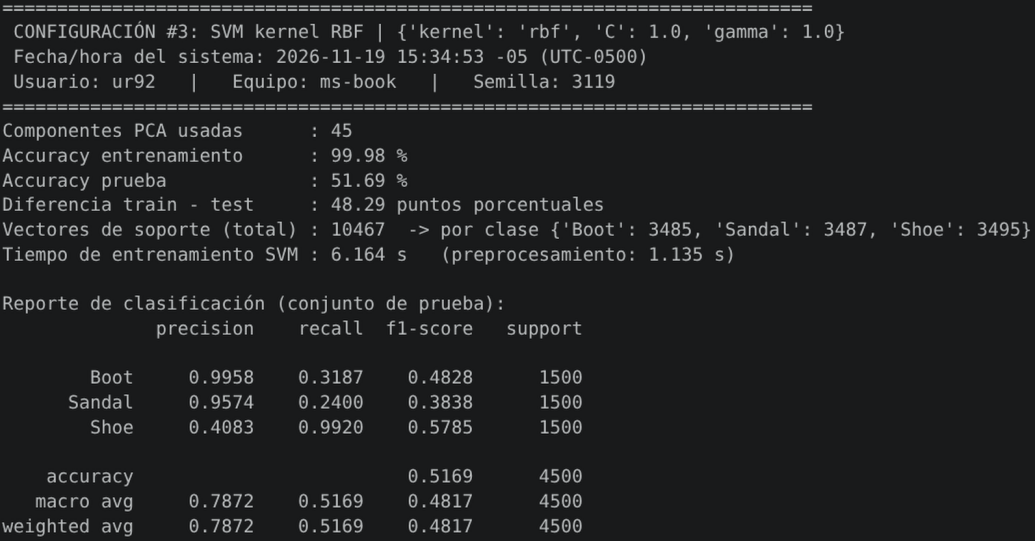 ==========================================================================
CONFIGURACIÓN #3: SVM kernel RBF | {'kernel': 'rbf', 'C': 1.0, 'gamma': 1.0}
Fecha/hora del sistema: 2026-11-19 15:34:53 -05 (UTC-0500)
Usuario: ur92   |   Equipo: ms-book   |   Semilla: 3119
==========================================================================
Componentes PCA usadas      : 45
Accuracy entrenamiento      : 99.98 %
Accuracy prueba             : 51.69 %
Diferencia train - test     : 48.29 puntos porcentuales
Vectores de soporte (total) : 10467  -> por clase {'Boot': 3485, 'Sandal': 3487, 'Shoe': 3495}
Tiempo de entrenamiento SVM : 6.164 s   (preprocesamiento: 1.135 s)
Reporte de clasificación (conjunto de prueba):
              precision    recall  f1-score   support
        Boot     0.9958    0.3187    0.4828      1500
      Sandal     0.9574    0.2400    0.3838      1500
        Shoe     0.4083    0.9920    0.5785      1500
    accuracy                         0.5169      4500
   macro avg     0.7872    0.5169    0.4817      4500
weighted avg     0.7872    0.5169    0.4817      4500